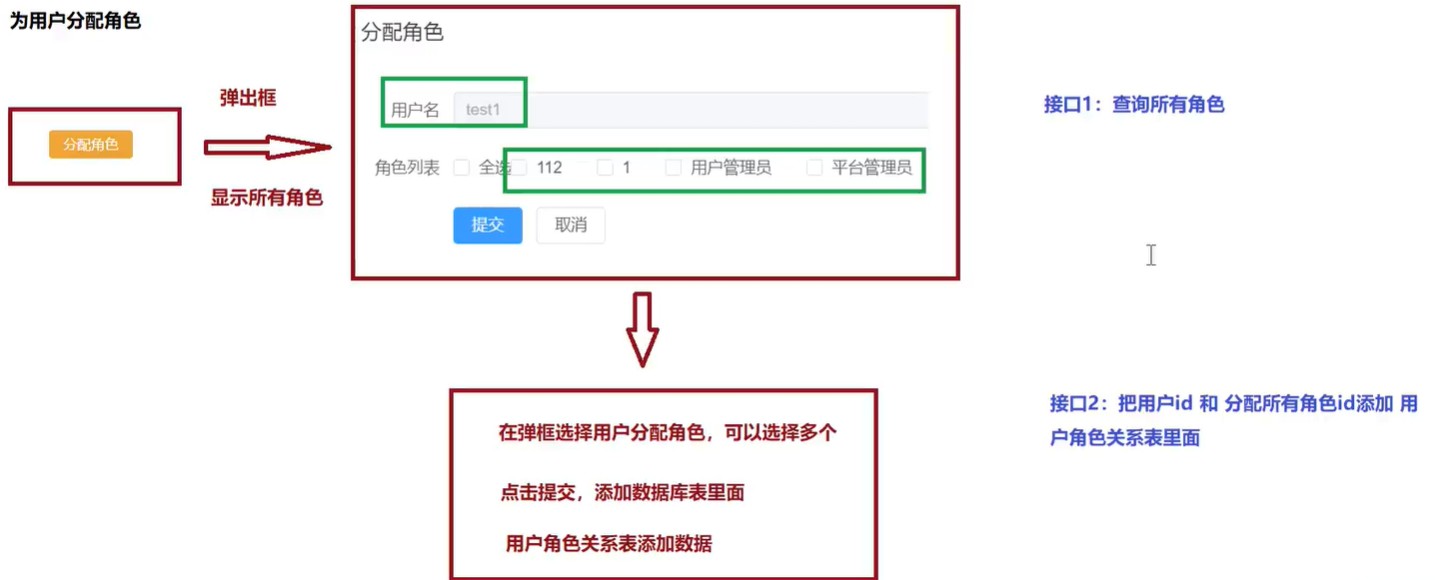 为用户分配角色
分配角色
弹出框
显示所有角色
分配角色
用户名 test1
角色列表 全选 112 1 用户管理员 平台管理员
提交 取消
接口1：查询所有角色
在弹框选择用户分配角色，可以选择多个
点击提交，添加数据库表里面
用户角色关系表添加数据
接口2：把用户id 和 分配所有角色id添加 用
户角色关系表里面